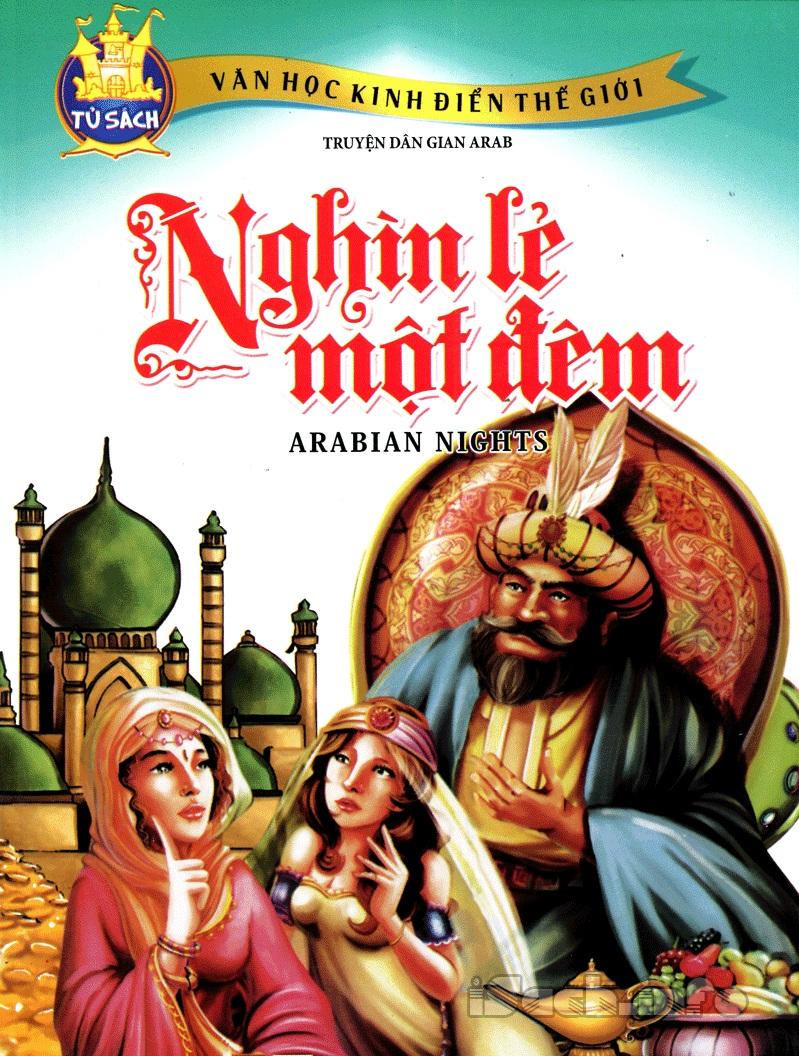 TỦ SÁCH
VĂN HỌC KINH ĐIỂN THẾ GIỚI
TRUYỆN DÂN GIAN ARAB
Nghìn lẻ
một đêm
ARABIAN NIGHTS